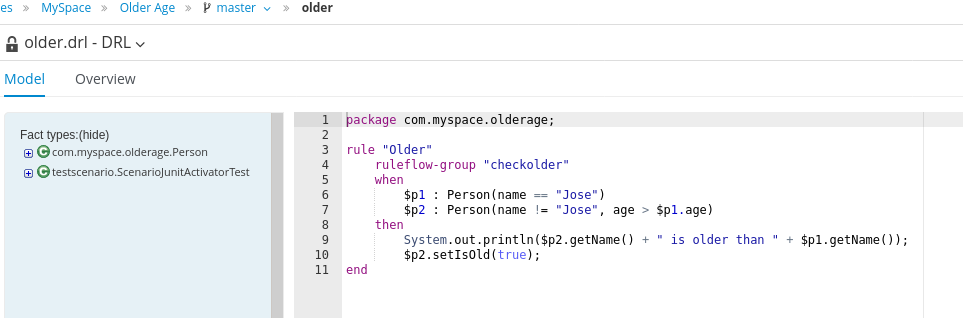 es » MySpace » Older Age » master » older
older.drl - DRL
Model Overview
Fact types:(hide)
com.myspace.olderage.Person
testscenario.ScenarioJunitActivatorTest
1 package com.myspace.olderage;
2
3 rule "Older"
4 ruleflow-group "checkolder"
5 when
6 $p1 : Person(name == "Jose")
7 $p2 : Person(name != "Jose", age > $p1.age)
8 then
9 System.out.println($p2.getName() + " is older than " + $p1.getName());
10 $p2.setIsOld(true);
11 end